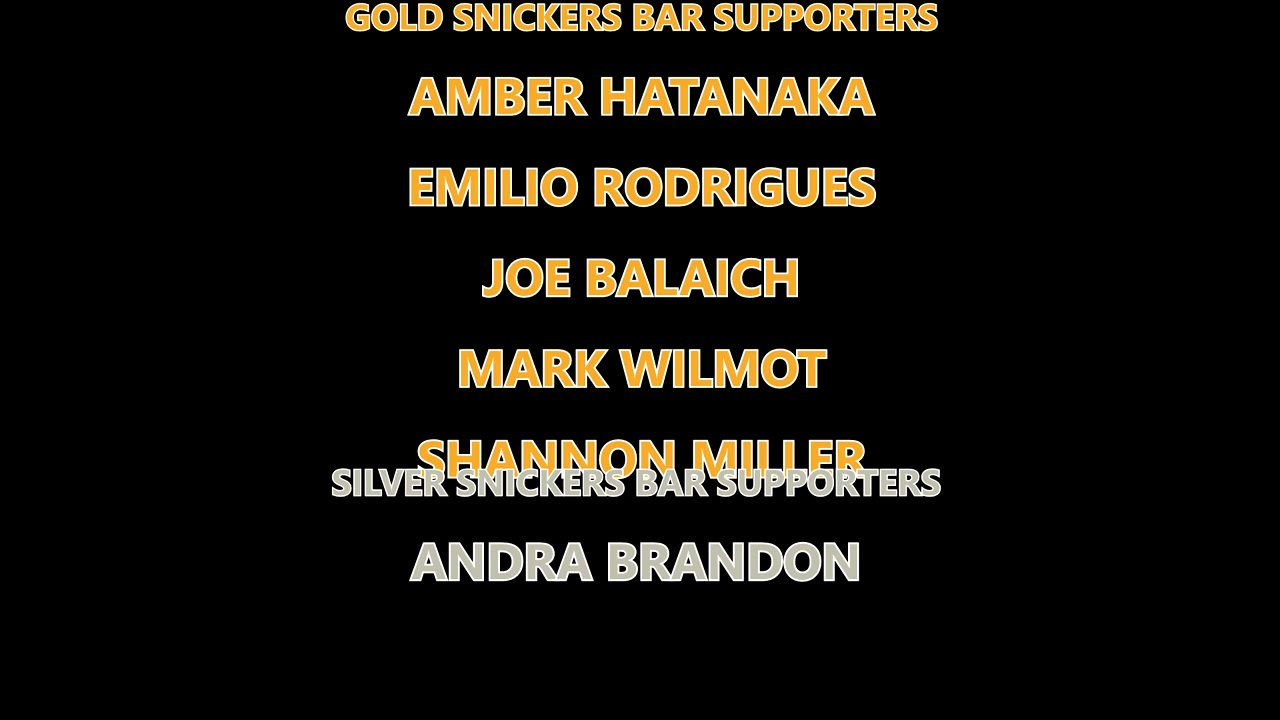 GOLD SNICKERS BAR SUPPORTERS
AMBER HATANAKA
EMILIO RODRIGUES
JOE BALAICH
MARK WILMOT
SHANNON MILLER
SILVER SNICKERS BAR SUPPORTERS
ANDRA BRANDON